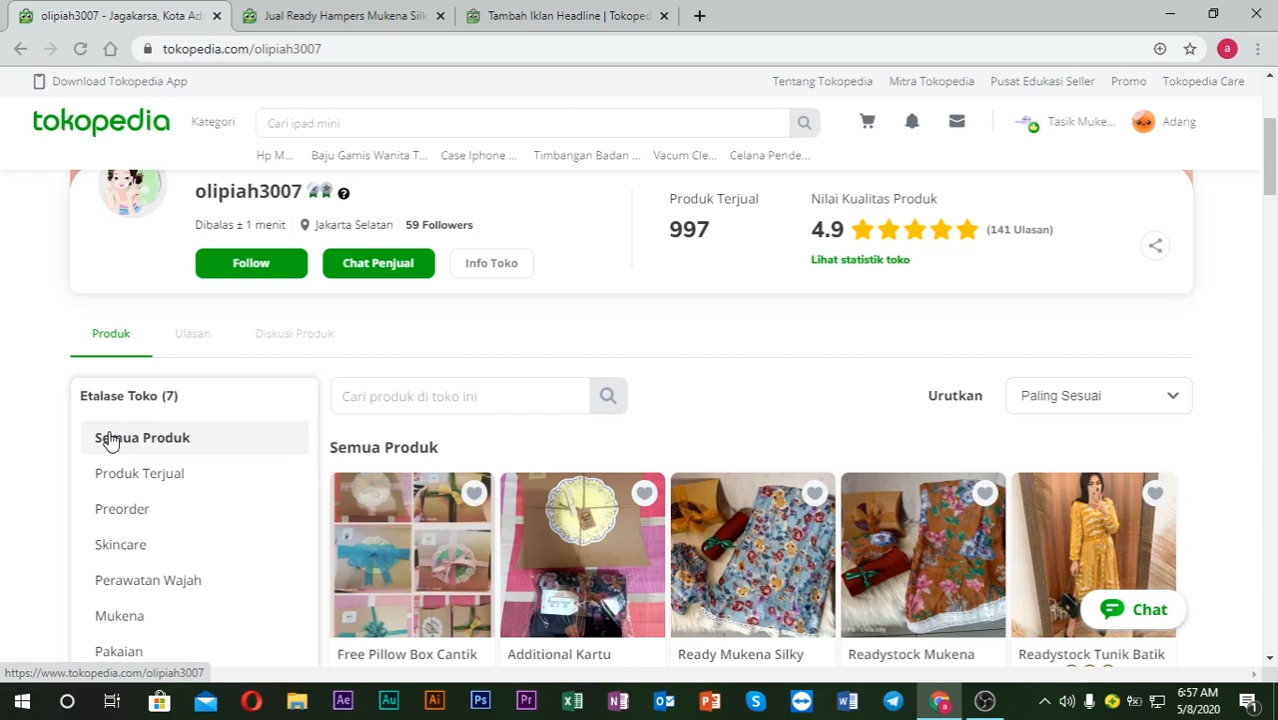 olipiah3007 - Jagakarsa, Kota Ad
Jual Ready Hampers Mukena Silk
Tambah Iklan Headline | Tokoped
tokopedia.com/olipiah3007
a
Download Tokopedia App
Tentang Tokopedia
Mitra Tokopedia
Pusat Edukasi Seller
Promo
Tokopedia Care
tokopedia
Kategori
Cari ipad mini
Tasik Muke...
Adang
Hp M...
Baju Gamis Wanita T...
Case Iphone ...
Timbangan Badan ...
Vacum Cle...
Celana Pende...
olipiah3007
Dibalas ± 1 menit
Jakarta Selatan
59 Followers
Follow
Chat Penjual
Info Toko
Produk Terjual
997
Nilai Kualitas Produk
4.9
(141 Ulasan)
Lihat statistik toko
Produk
Ulasan
Diskusi Produk
Etalase Toko (7)
Semua Produk
Produk Terjual
Preorder
Skincare
Perawatan Wajah
Mukena
Pakaian
Cari produk di toko ini
Urutkan
Paling Sesuai
Semua Produk
Free Pillow Box Cantik
Additional Kartu
Ready Mukena Silky
Readystock Mukena
Readystock Tunik Batik
Chat
https://www.tokopedia.com/olipiah3007
Ae
Au
Ai
Ps
Pr
6:57 AM
5/8/2020
1